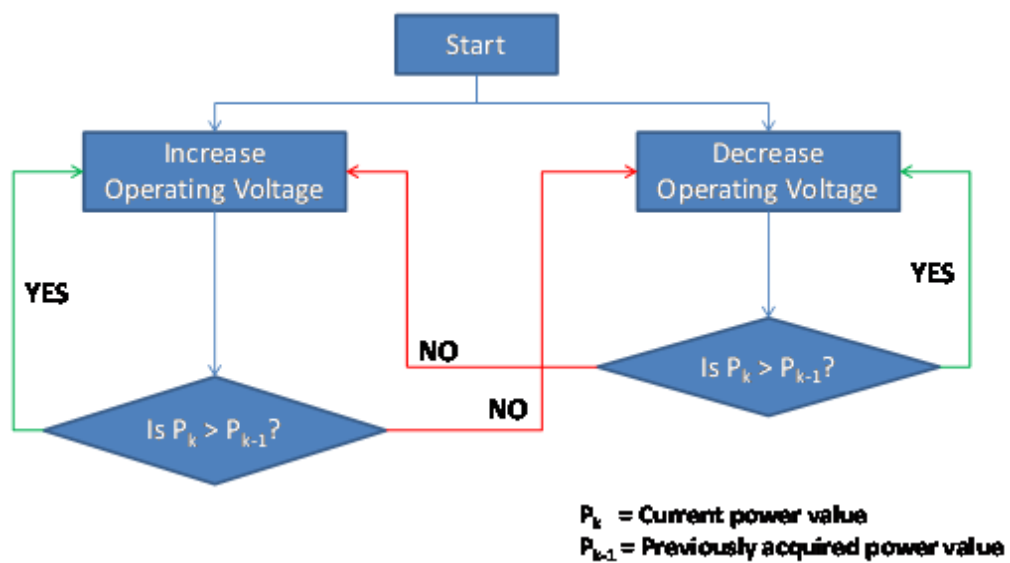 Start
Increase
Operating Voltage
Decrease
Operating Voltage
YES
YES
NO
Is Pₖ > Pₖ₋₁?
NO
Is Pₖ > Pₖ₋₁?
Pₖ = Current power value
Pₖ₋₁ = Previously acquired power value